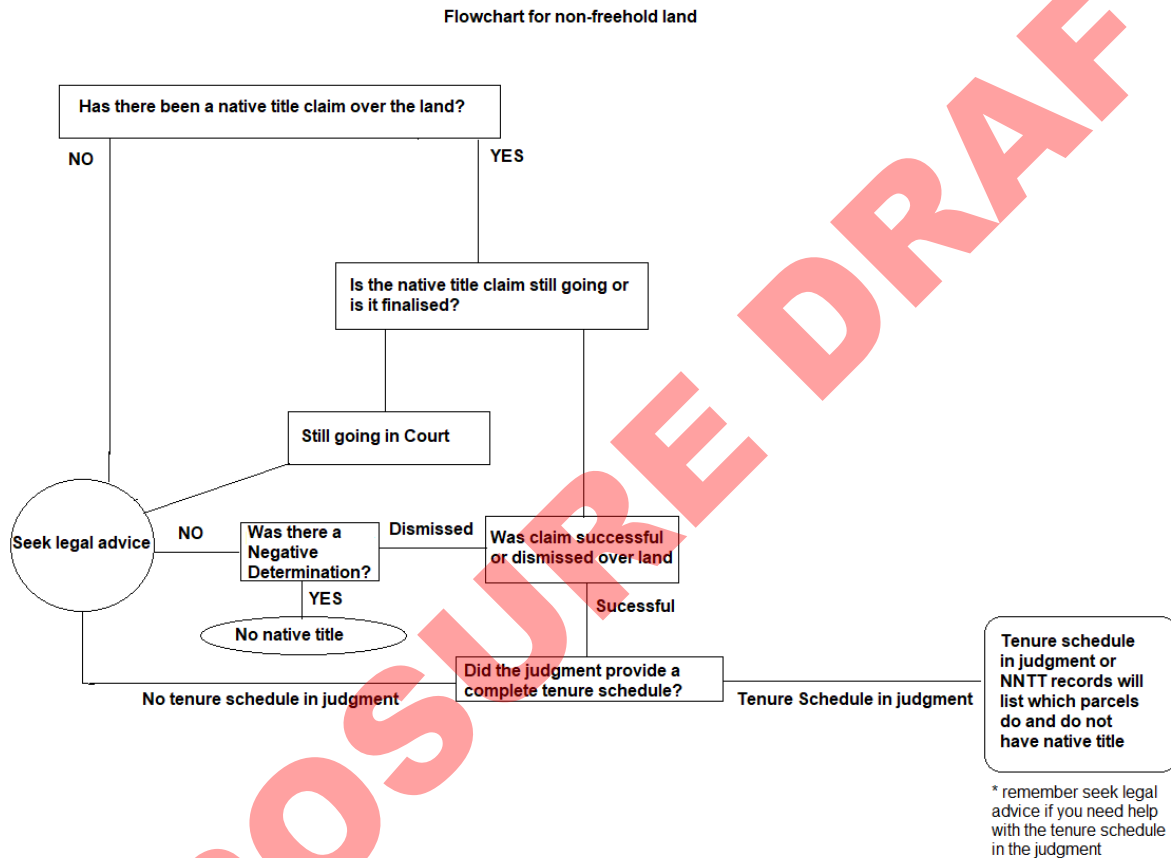 Flowchart for non-freehold land
Has there been a native title claim over the land?
NO
YES
Is the native title claim still going or
is it finalised?
Still going in Court
Seek legal advice
NO
Was there a
Negative
Determination?
Dismissed
Was claim successful
or dismissed over land
YES
Sucessful
No native title
Did the judgment provide a
complete tenure schedule?
No tenure schedule in judgment
Tenure Schedule in judgment
Tenure schedule
in judgment or
NNTT records will
list which parcels
do and do not
have native title
* remember seek legal
advice if you need help
with the tenure schedule
in the judgment
OSURE DRAF